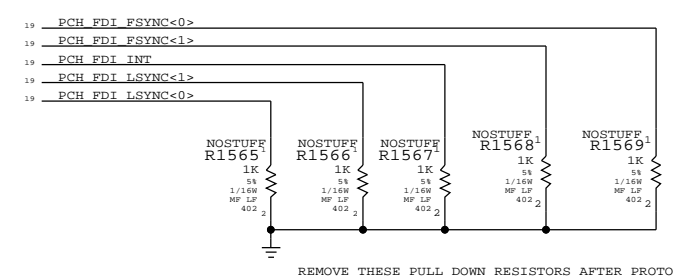 19 PCH_FDI_FSYNC<0>
19 PCH_FDI_FSYNC<1>
19 PCH_FDI_INT
19 PCH_FDI_LSYNC<1>
19 PCH_FDI_LSYNC<0>
NOSTUFF 1
R1565
1K
5%
1/16W
MF LF
402 2
NOSTUFF 1
R1566
1K
5%
1/16W
MF LF
402 2
NOSTUFF 1
R1567
1K
5%
1/16W
MF LF
402 2
NOSTUFF 1
R1568
1K
5%
1/16W
MF LF
402 2
NOSTUFF 1
R1569
1K
5%
1/16W
MF LF
402 2
REMOVE THESE PULL DOWN RESISTORS AFTER PROTO